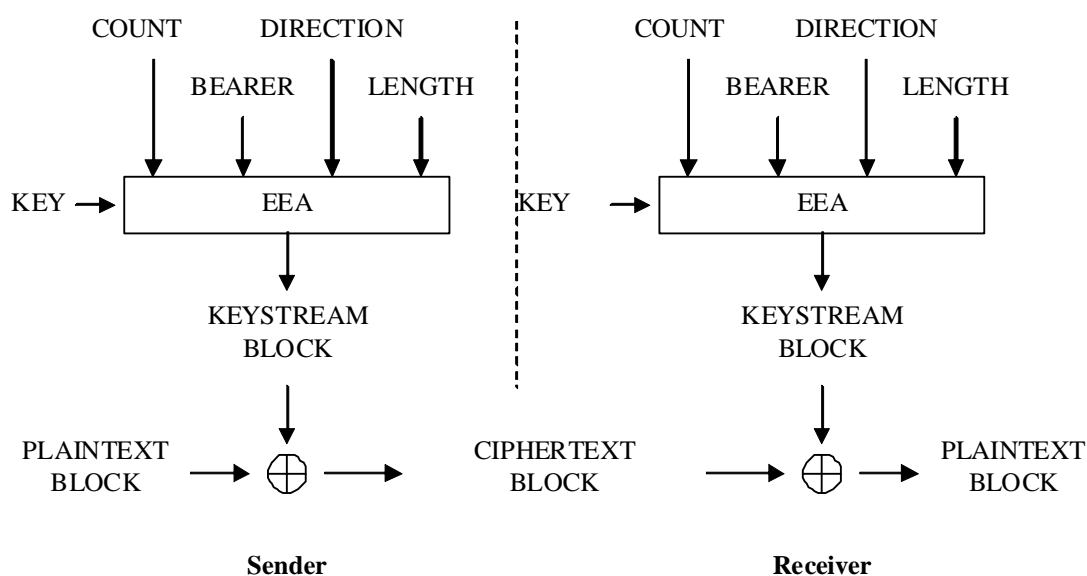 COUNT DIRECTION
BEARER LENGTH
KEY
EEA
KEYSTREAM
BLOCK
PLAINTEXT
BLOCK
CIPHERTEXT
BLOCK
Sender
COUNT DIRECTION
BEARER LENGTH
KEY
EEA
KEYSTREAM
BLOCK
PLAINTEXT
BLOCK
Receiver